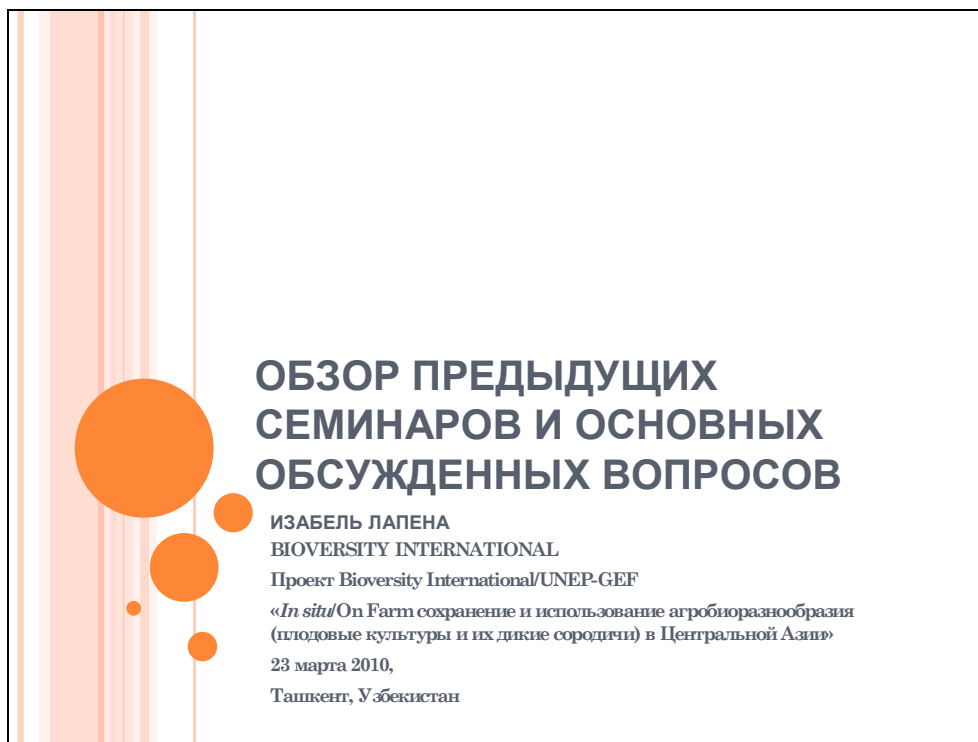 ОБЗОР ПРЕДЫДУЩИХ
СЕМИНАРОВ И ОСНОВНЫХ
ОБСУЖДЕННЫХ ВОПРОСОВ
ИЗАБЕЛЬ ЛАПЕНА
BIOVERSITY INTERNATIONAL
Проект Bioversity International/UNEP-GEF
«In situ/On Farm сохранение и использование агробиоразнообразия
(плодовые культуры и их дикие сородичи) в Центральной Азии»
23 марта 2010,
Ташкент, Узбекистан